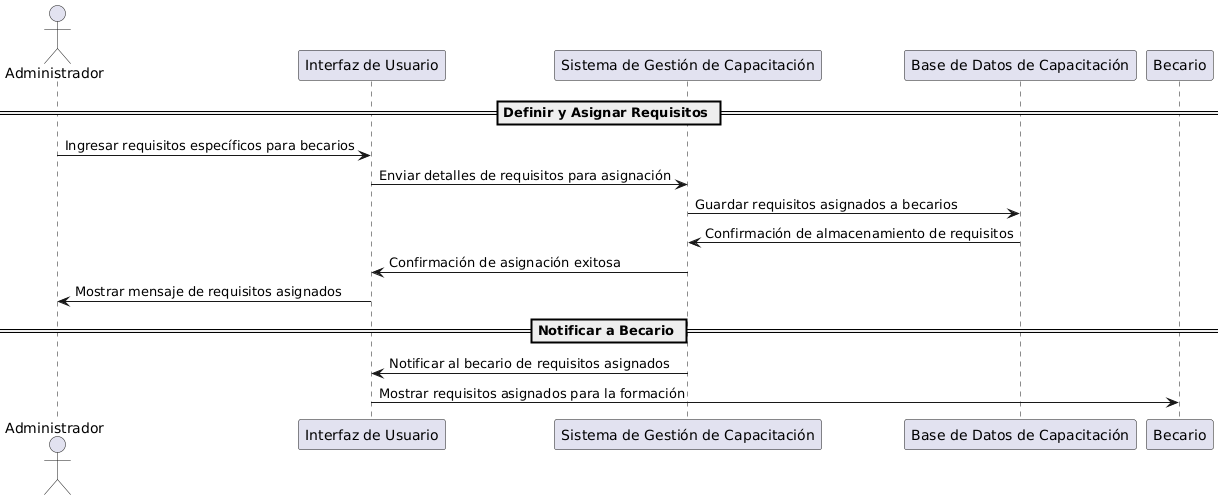 Administrador
Interfaz de Usuario
Sistema de Gestión de Capacitación
Base de Datos de Capacitación
Becario
Definir y Asignar Requisitos
Ingresar requisitos específicos para becarios
Enviar detalles de requisitos para asignación
Guardar requisitos asignados a becarios
Confirmación de almacenamiento de requisitos
Confirmación de asignación exitosa
Mostrar mensaje de requisitos asignados
Notificar a Becario
Notificar al becario de requisitos asignados
Mostrar requisitos asignados para la formación
Administrador
Interfaz de Usuario
Sistema de Gestión de Capacitación
Base de Datos de Capacitación
Becario